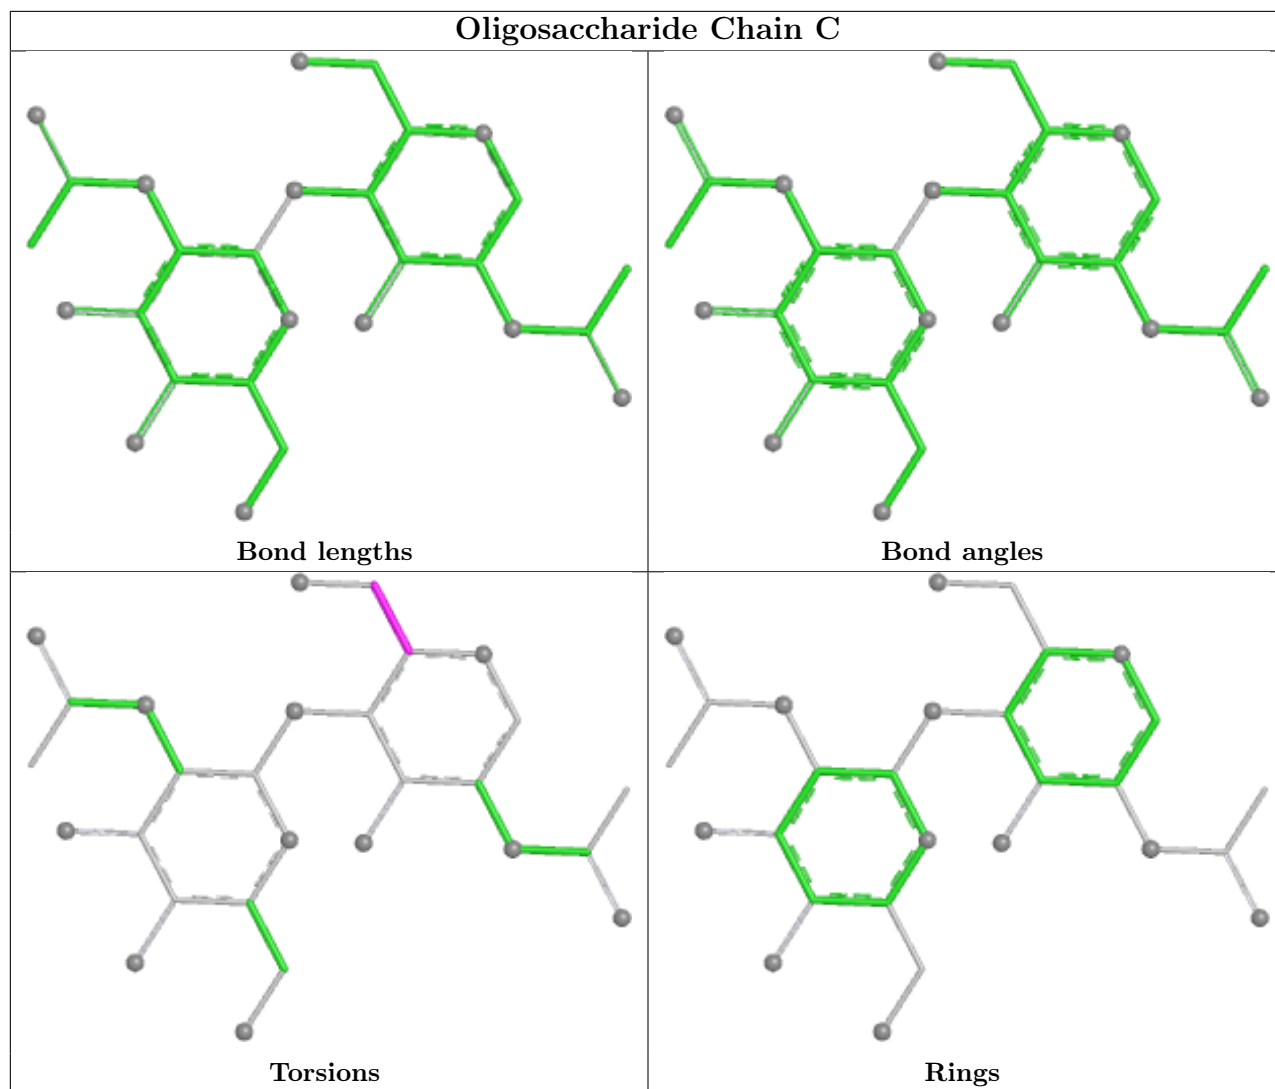 Oligosaccharide Chain C
Bond lengths
Bond angles
Torsions
Rings